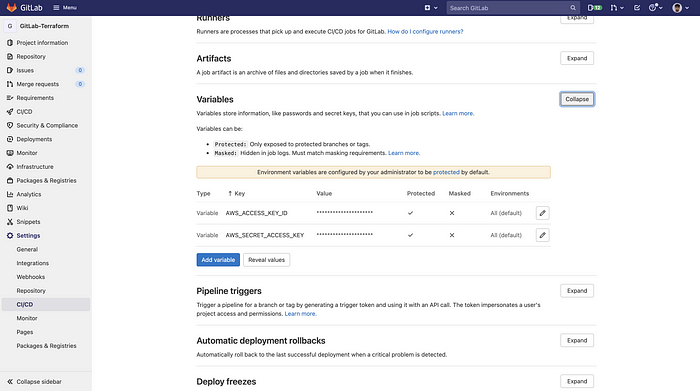 GitLab
Menu
Search GitLab
12
G GitLab-Terraform
Project information
Repository
Issues 0
Merge requests 0
Requirements
CI/CD
Security & Compliance
Deployments
Monitor
Infrastructure
Packages & Registries
Analytics
Wiki
Snippets
Settings
General
Integrations
Webhooks
Repository
CI/CD
Monitor
Pages
Packages & Registries
Collapse sidebar
Runners
Expand
Runners are processes that pick up and execute CI/CD jobs for GitLab. How do I configure runners?
Artifacts
Expand
A job artifact is an archive of files and directories saved by a job when it finishes.
Variables
Collapse
Variables store information, like passwords and secret keys, that you can use in job scripts. Learn more.
Variables can be:
• Protected: Only exposed to protected branches or tags.
• Masked: Hidden in job logs. Must match masking requirements. Learn more.
Environment variables are configured by your administrator to be protected by default.
Type ↑ Key Value Protected Masked Environments
Variable AWS_ACCESS_KEY_ID ******************** ✓ ✕ All (default)
Variable AWS_SECRET_ACCESS_KEY ******************** ✓ ✕ All (default)
Add variable Reveal values
Pipeline triggers
Expand
Trigger a pipeline for a branch or tag by generating a trigger token and using it with an API call. The token impersonates a user's
project access and permissions. Learn more.
Automatic deployment rollbacks
Expand
Automatically roll back to the last successful deployment when a critical problem is detected.
Deploy freezes
Expand